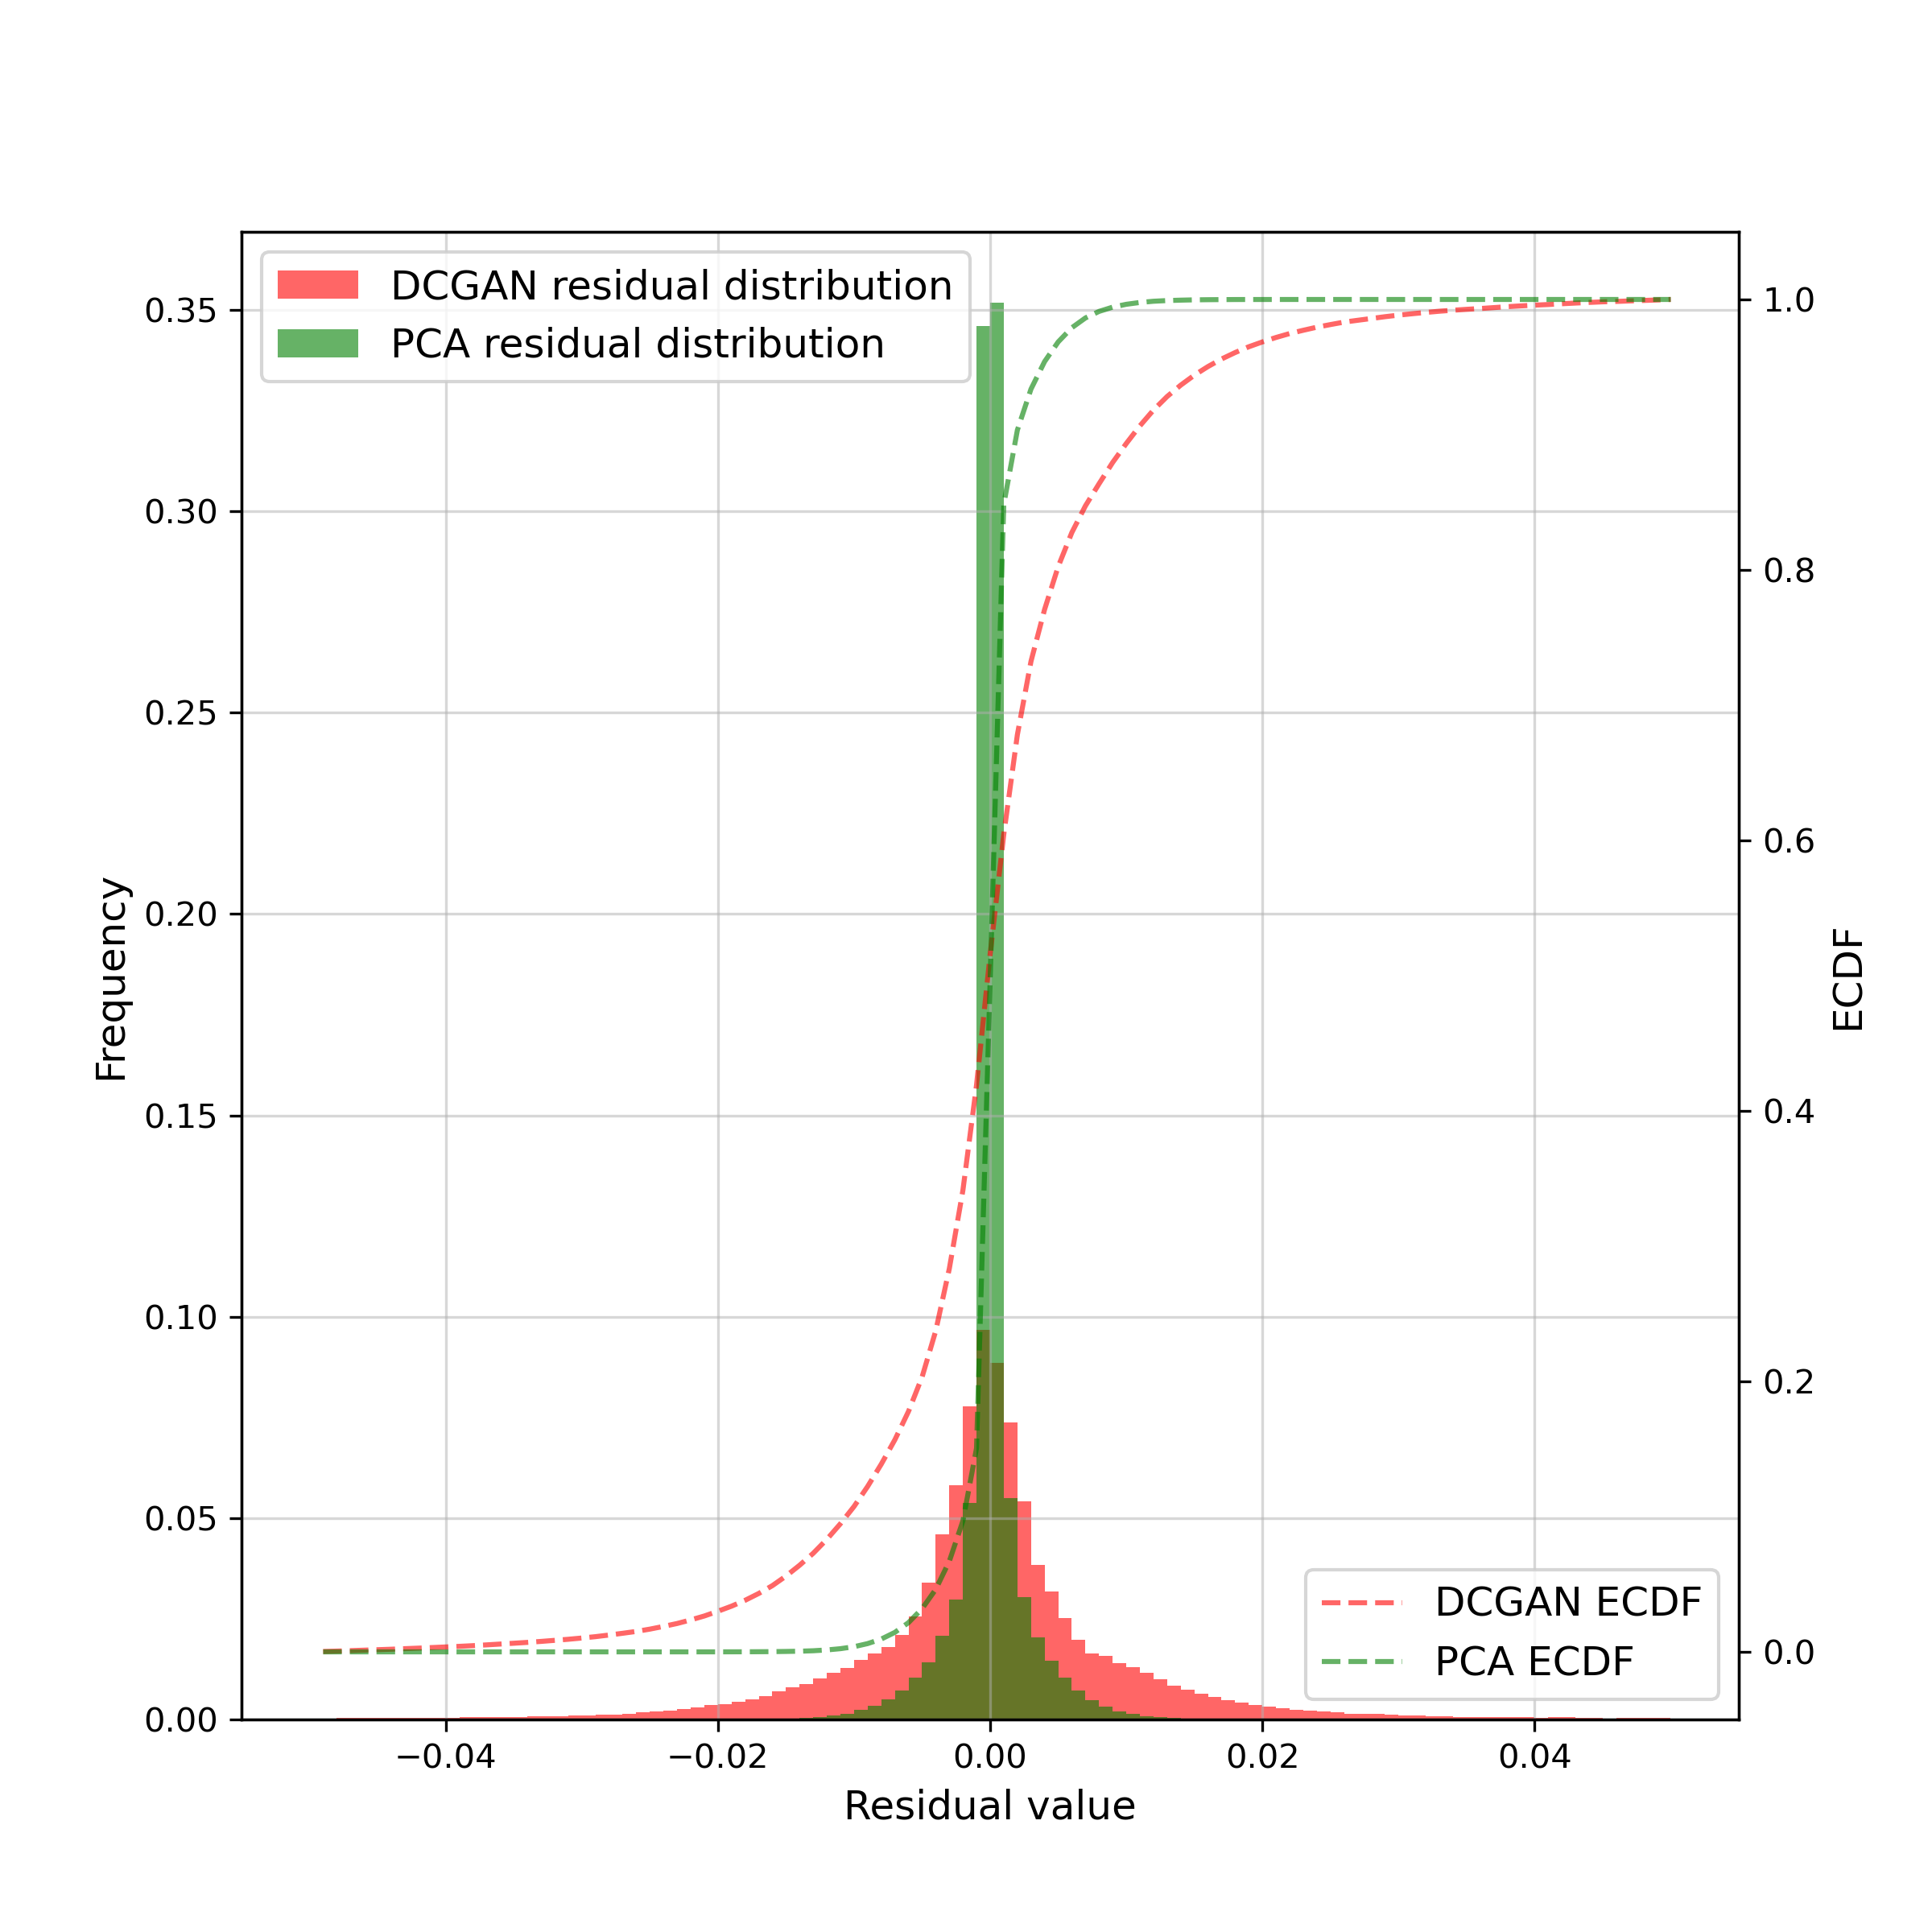 DCGAN residual distribution
PCA residual distribution
0.35
0.30
0.25
0.20
0.15
0.10
0.05
0.00
Frequency
1.0
0.8
0.6
0.4
0.2
0.0
ECDF
DCGAN ECDF
PCA ECDF
−0.04
−0.02
0.00
0.02
0.04
Residual value